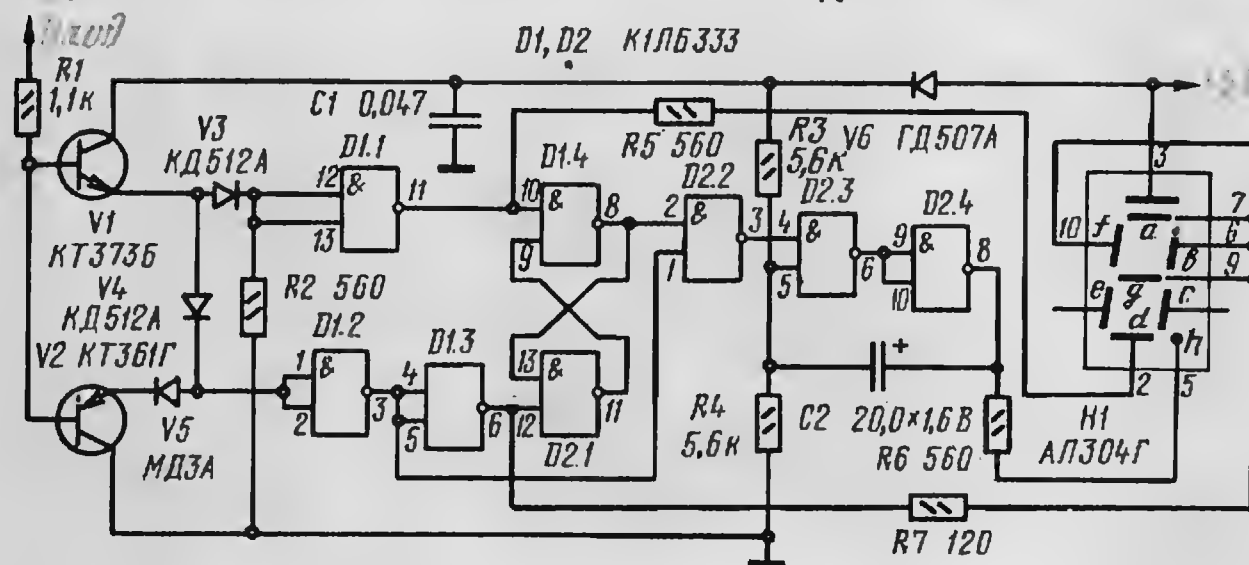 Вход
D1, D2 К1ЛБ333
R1
1,1к
V3
КД512А
C1 0,047
D1.1
12
13
&
11
R5 560
R3
5,6к
V6 ГД507А
D1.4
10
9
&
8
D2.2
2
1
&
3
D2.3
4
5
&
6
D2.4
9
10
&
8
3
10
7
6
9
f
a
b
g
e
c
d
h
2
5
V1
КТ373Б
V4
КД512А
V2 КТ361Г
V5
МД3А
R2 560
D1.2
1
2
&
3
D1.3
4
5
6
13
12
&
11
D2.1
R4
5,6к
C2
+
20,0×1,6В
R6 560
H1
АЛ304Г
R7 120